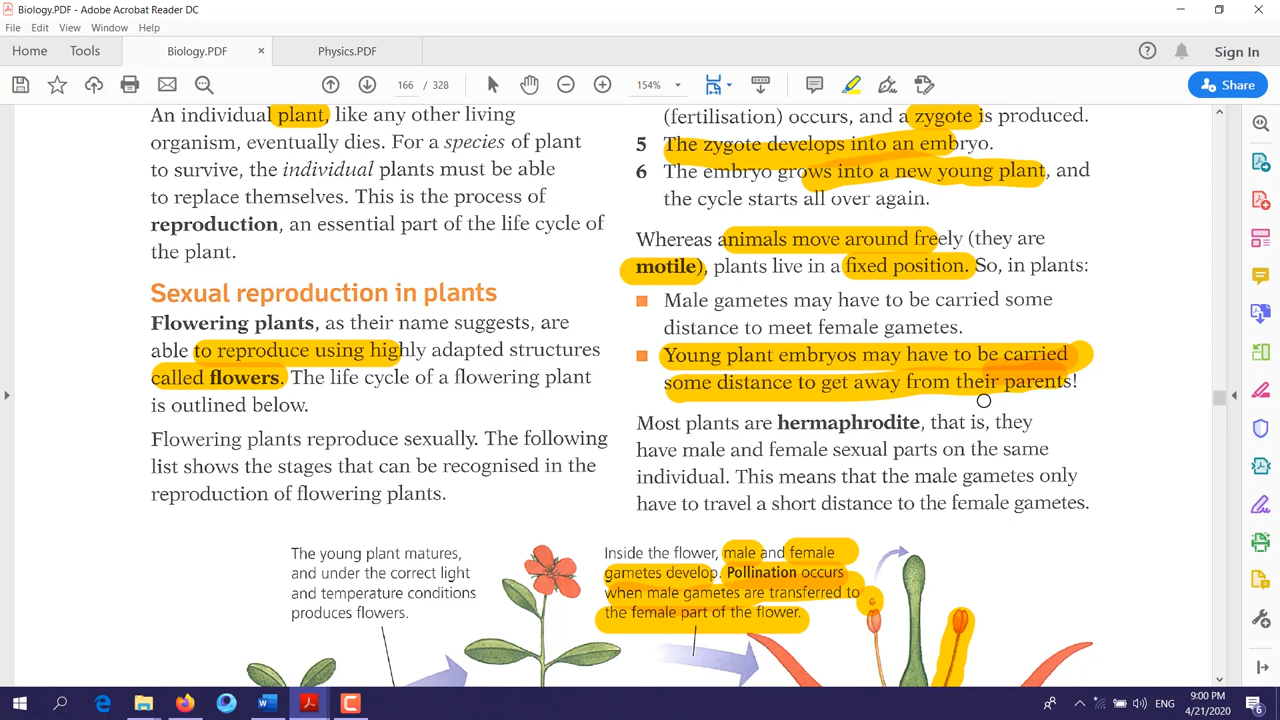 Biology.PDF - Adobe Acrobat Reader DC
File Edit View Window Help
Home Tools Biology.PDF × Physics.PDF ? Sign In
166 / 328 154% Share
An individual plant, like any other living
organism, eventually dies. For a species of plant
to survive, the individual plants must be able
to replace themselves. This is the process of
reproduction, an essential part of the life cycle of
the plant.
Sexual reproduction in plants
Flowering plants, as their name suggests, are
able to reproduce using highly adapted structures
called flowers. The life cycle of a flowering plant
is outlined below.
Flowering plants reproduce sexually. The following
list shows the stages that can be recognised in the
reproduction of flowering plants.
(fertilisation) occurs, and a zygote is produced.
5 The zygote develops into an embryo.
6 The embryo grows into a new young plant, and
the cycle starts all over again.
Whereas animals move around freely (they are
motile), plants live in a fixed position. So, in plants:
Male gametes may have to be carried some
distance to meet female gametes.
Young plant embryos may have to be carried
some distance to get away from their parents!
Most plants are hermaphrodite, that is, they
have male and female sexual parts on the same
individual. This means that the male gametes only
have to travel a short distance to the female gametes.
The young plant matures,
and under the correct light
and temperature conditions
produces flowers.
Inside the flower, male and female
gametes develop. Pollination occurs
when male gametes are transferred to
the female part of the flower.
ENG
9:00 PM
4/21/2020
6